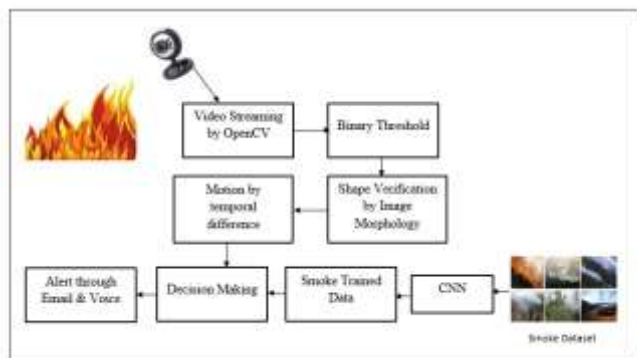 Video Streaming
by OpenCV
Binary Threshold
Motion by
temporal
difference
Shape Verification
by Image
Morphology
Alert through
Email & Voice
Decision Making
Smoke Trained
Data
CNN
Smoke Dataset